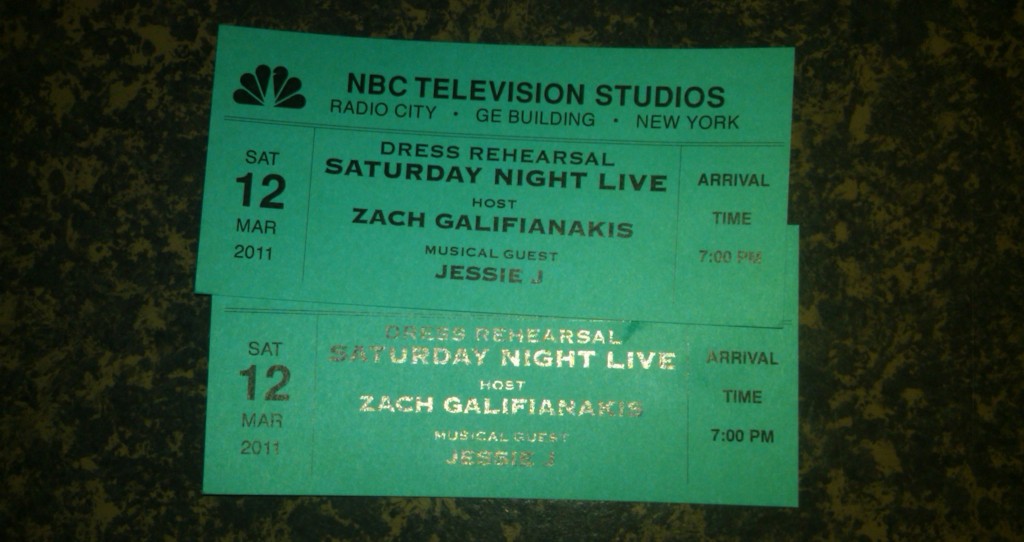 NBC TELEVISION STUDIOS
RADIO CITY • GE BUILDING • NEW YORK
SAT
12
MAR
2011
DRESS REHEARSAL
SATURDAY NIGHT LIVE
HOST
ZACH GALIFIANAKIS
MUSICAL GUEST
JESSIE J
ARRIVAL
TIME
7:00 PM
SAT
12
MAR
2011
DRESS REHEARSAL
SATURDAY NIGHT LIVE
HOST
ZACH GALIFIANAKIS
MUSICAL GUEST
JESSIE J
ARRIVAL
TIME
7:00 PM